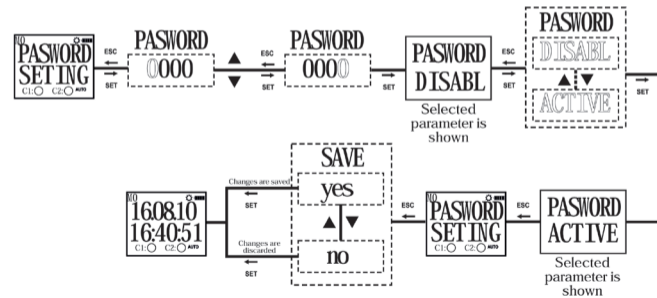 NO
PASWORD
SETING
C1: C2: AUTO
ESC
SET
PASWORD
0000
ESC
SET
PASWORD
0000
SET
PASWORD
DISABL
Selected
parameter is
shown
ESC
SET
PASWORD
DISABL
ACTIVE
SET
NO
16.08.10
16:40:51
C1: C2: AUTO
Changes are saved
SET
Changes are
discarded
SET
SAVE
yes
no
ESC
NO
PASWORD
SETING
C1: C2: AUTO
ESC
PASWORD
ACTIVE
Selected
parameter is
shown